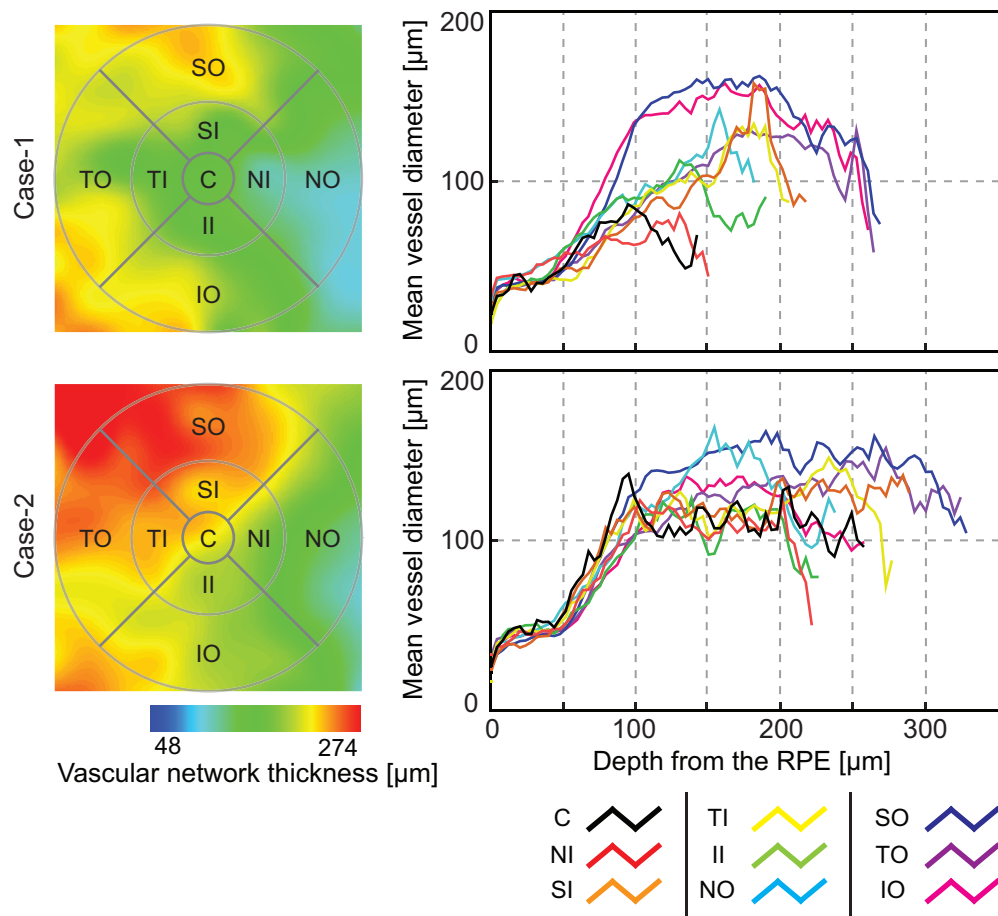 Case-1
SO
SI
TO TI C NI NO
II
IO
Mean vessel diameter [µm]
200
100
0
Case-2
SO
SI
TO TI C NI NO
II
IO
48 274
Vascular network thickness [µm]
Mean vessel diameter [µm]
200
100
0
0 50 100 150 200 250 300
Depth from the RPE [µm]
C TI SO
NI II TO
SI NO IO